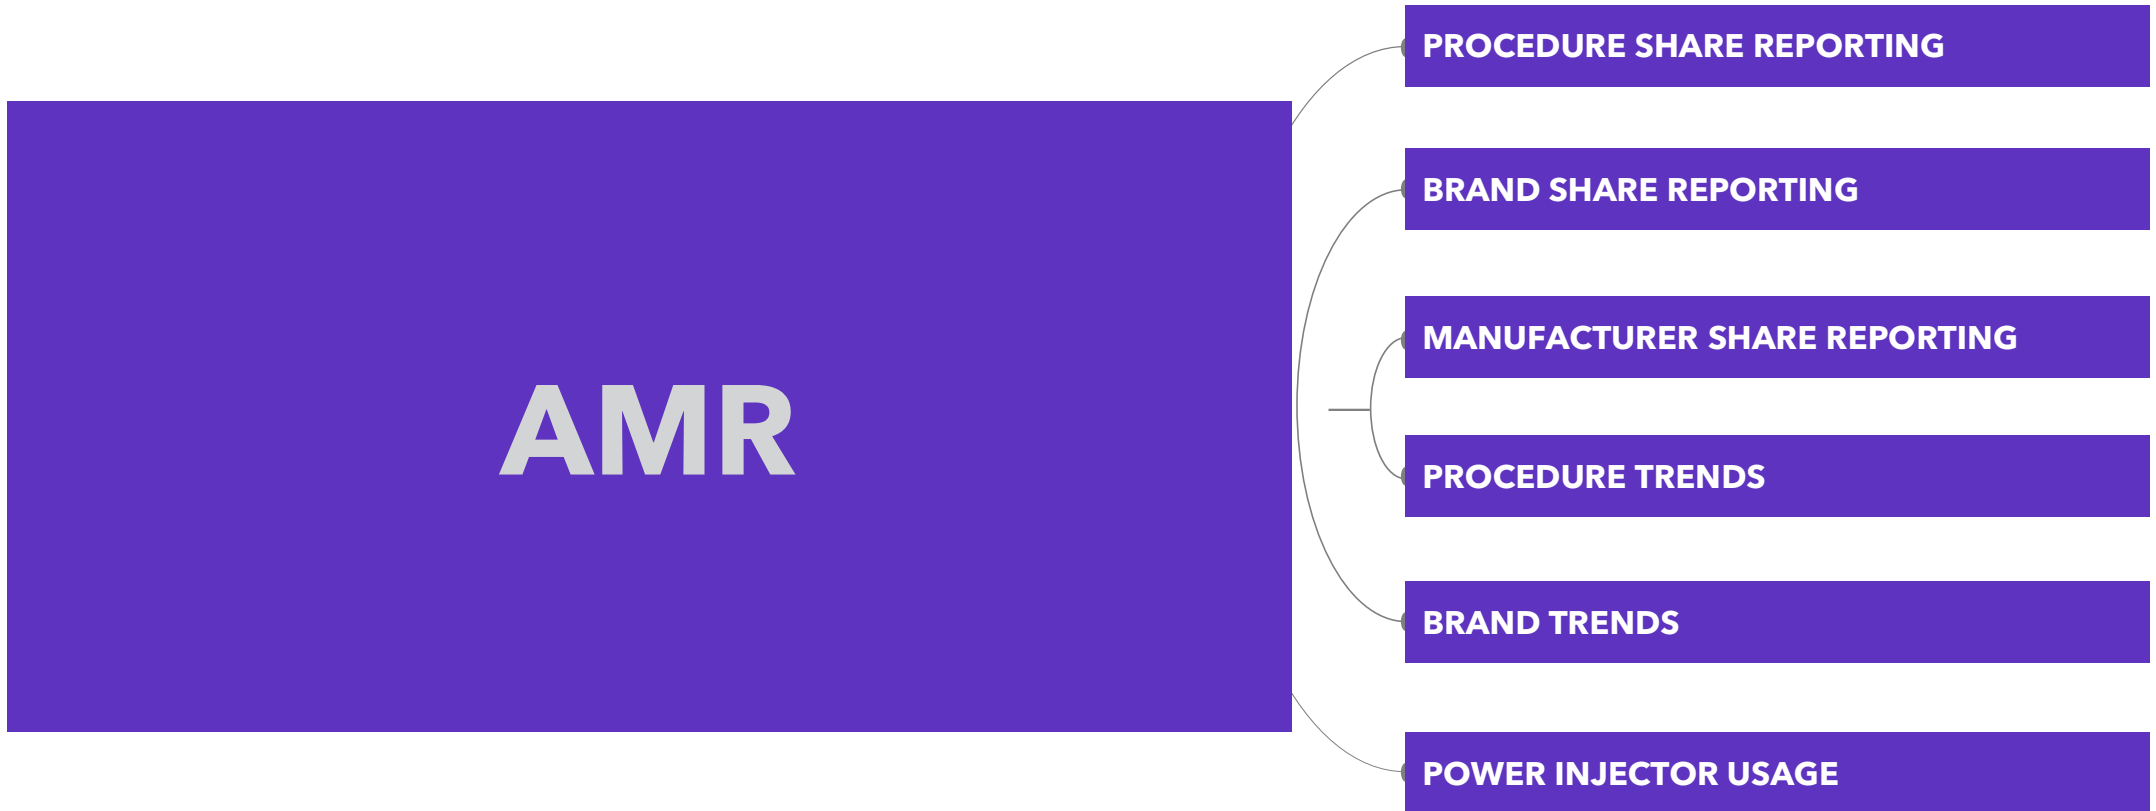 AMR
PROCEDURE SHARE REPORTING
BRAND SHARE REPORTING
MANUFACTURER SHARE REPORTING
PROCEDURE TRENDS
BRAND TRENDS
POWER INJECTOR USAGE